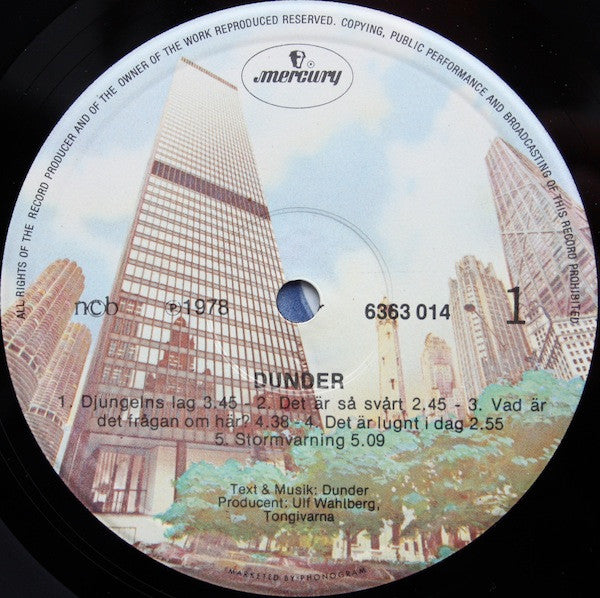 ALL RIGHTS OF THE RECORD PRODUCER AND OF THE OWNER OF THE WORK REPRODUCED RESERVED. COPYING, PUBLIC PERFORMANCE AND BROADCASTING OF THIS RECORD PROHIBITED
mercury
ncb ℗ 1978 6363 014 1
DUNDER
1. Djungelns lag 3.45 - 2. Det är så svårt 2,45 - 3. Vad är
det frågan om här? 4.38 - 4. Det är lugnt i dag 2.55
5. Stormvarning 5.09
Text & Musik: Dunder
Producent: Ulf Wahlberg,
Tongivarna
MARKETED BY PHONOGRAM